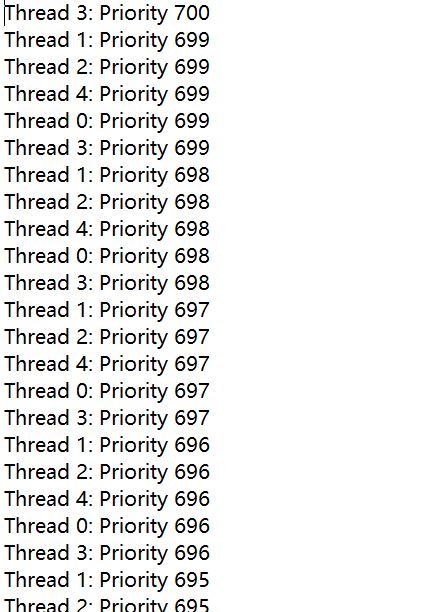 Thread 3: Priority 700
Thread 1: Priority 699
Thread 2: Priority 699
Thread 4: Priority 699
Thread 0: Priority 699
Thread 3: Priority 699
Thread 1: Priority 698
Thread 2: Priority 698
Thread 4: Priority 698
Thread 0: Priority 698
Thread 3: Priority 698
Thread 1: Priority 697
Thread 2: Priority 697
Thread 4: Priority 697
Thread 0: Priority 697
Thread 3: Priority 697
Thread 1: Priority 696
Thread 2: Priority 696
Thread 4: Priority 696
Thread 0: Priority 696
Thread 3: Priority 696
Thread 1: Priority 695
Thread 2: Priority 695